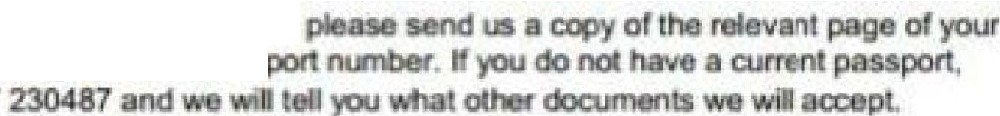 please send us a copy of the relevant page of your
port number. If you do not have a current passport,
230487 and we will tell you what other documents we will accept.